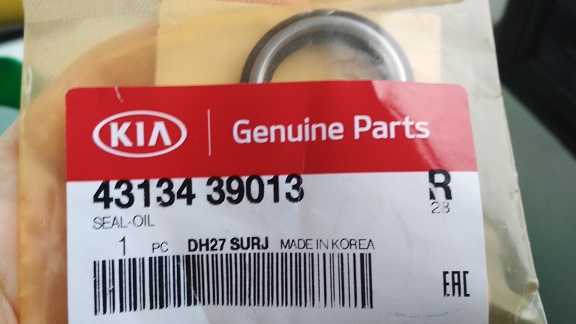 KIA Genuine Parts
43134 39013 R
SEAL-OIL 28
1 PC DH27 SURJ MADE IN KOREA
EAC